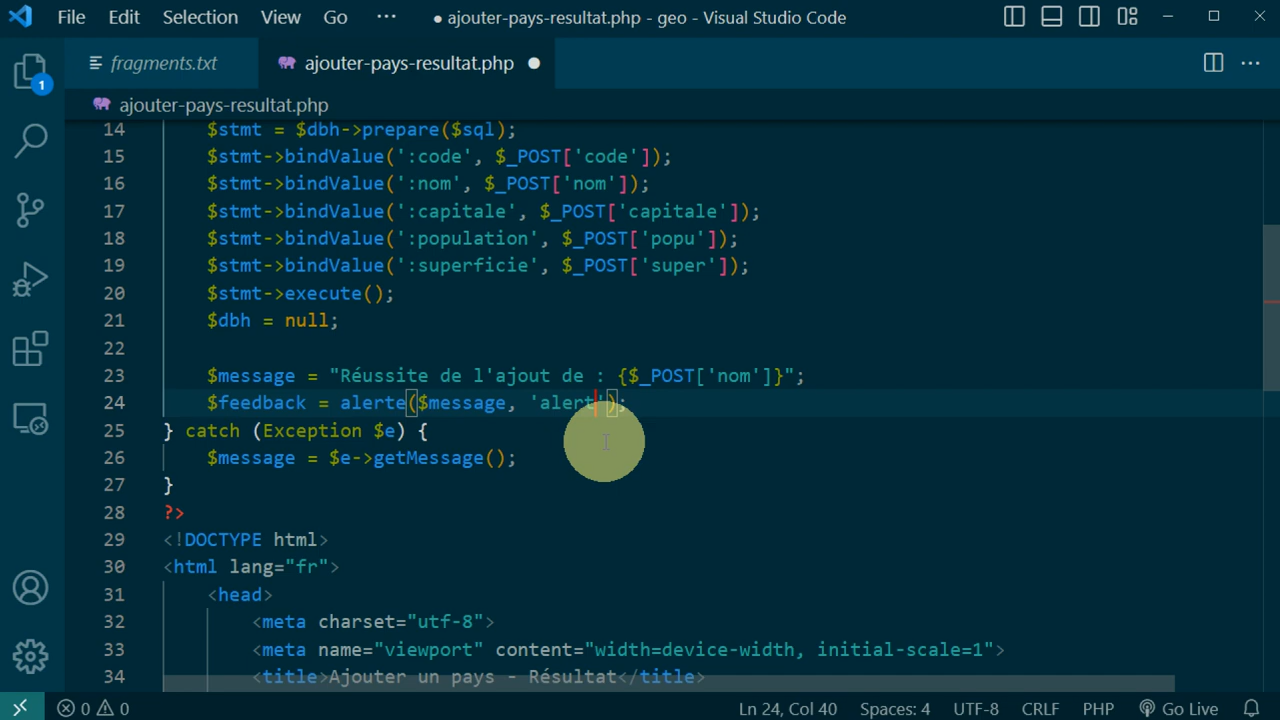 File Edit Selection View Go ··· ● ajouter-pays-resultat.php - geo - Visual Studio Code
fragments.txt ajouter-pays-resultat.php ●
1
ajouter-pays-resultat.php
14 $stmt = $dbh->prepare($sql);
15 $stmt->bindValue(':code', $_POST['code']);
16 $stmt->bindValue(':nom', $_POST['nom']);
17 $stmt->bindValue(':capitale', $_POST['capitale']);
18 $stmt->bindValue(':population', $_POST['popu']);
19 $stmt->bindValue(':superficie', $_POST['super']);
20 $stmt->execute();
21 $dbh = null;
22
23 $message = "Réussite de l'ajout de : {$_POST['nom']}";
24 $feedback = alerte($message, 'alert');
25 } catch (Exception $e) {
26 $message = $e->getMessage();
27 }
28 ?>
29 <!DOCTYPE html>
30 <html lang="fr">
31 <head>
32 <meta charset="utf-8">
33 <meta name="viewport" content="width=device-width, initial-scale=1">
34 <title>Ajouter un pays - Résultat</title>
0 0 Ln 24, Col 40 Spaces: 4 UTF-8 CRLF PHP Go Live